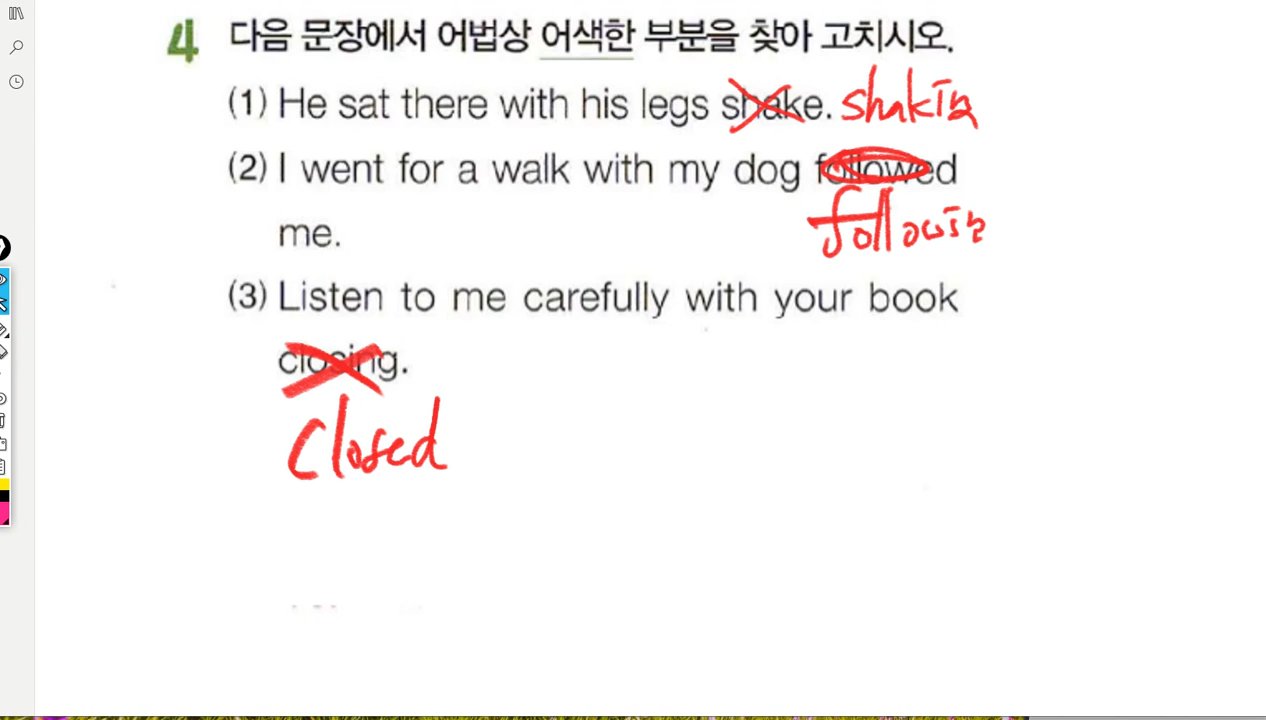 4 다음 문장에서 어법상 어색한 부분을 찾아 고치시오.
(1) He sat there with his legs shake. shaking
(2) I went for a walk with my dog followed
me. following
(3) Listen to me carefully with your book
closing.
closed